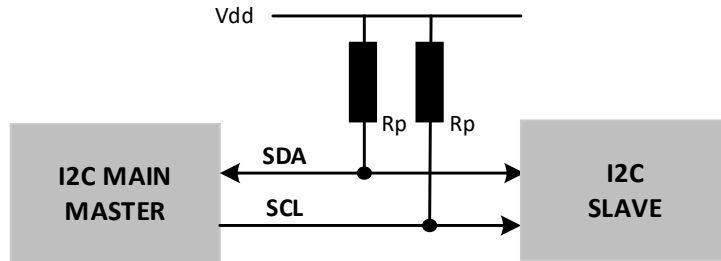 Vdd
Rp
Rp
SDA
I2C MAIN
MASTER
SCL
I2C
SLAVE